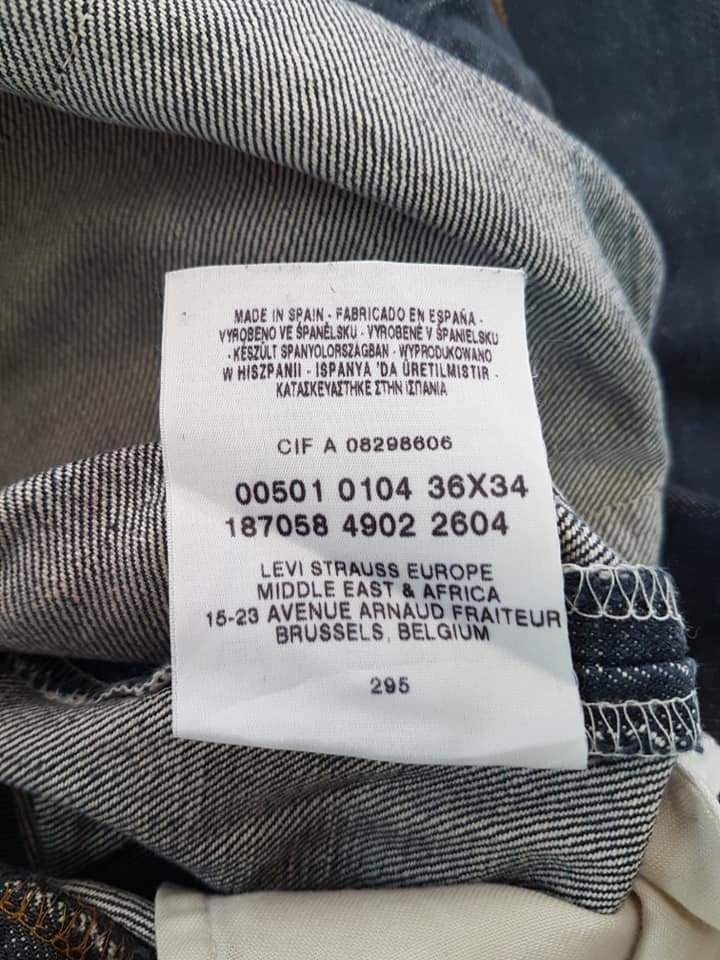 MADE IN SPAIN - FABRICADO EN ESPAÑA -
VYROBENO VE ŠPANĚLSKU - VYROBENÉ V ŠPANIELSKU
- KÉSZÜLT SPANYOLORSZÁGBAN - WYPRODUKOWANO
W HISZPANII - ISPANYA 'DA ÜRETILMISTIR -
ΚΑΤΑΣΚΕΥΑΣΤΗΚΕ ΣΤΗΝ ΙΣΠΑΝΙΑ
CIF A 08298606
00501 0104 36X34
187058 4902 2604
LEVI STRAUSS EUROPE
MIDDLE EAST & AFRICA
15-23 AVENUE ARNAUD FRAITEUR
BRUSSELS, BELGIUM
295